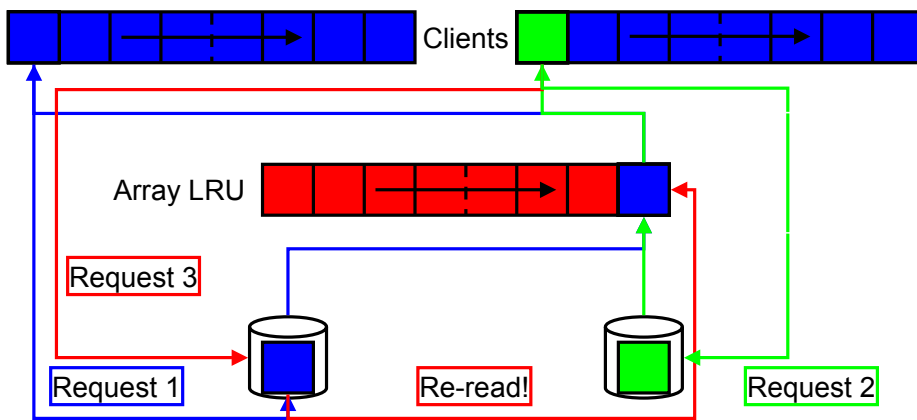 Clients
Array LRU
Request 3
Request 1
Re-read!
Request 2